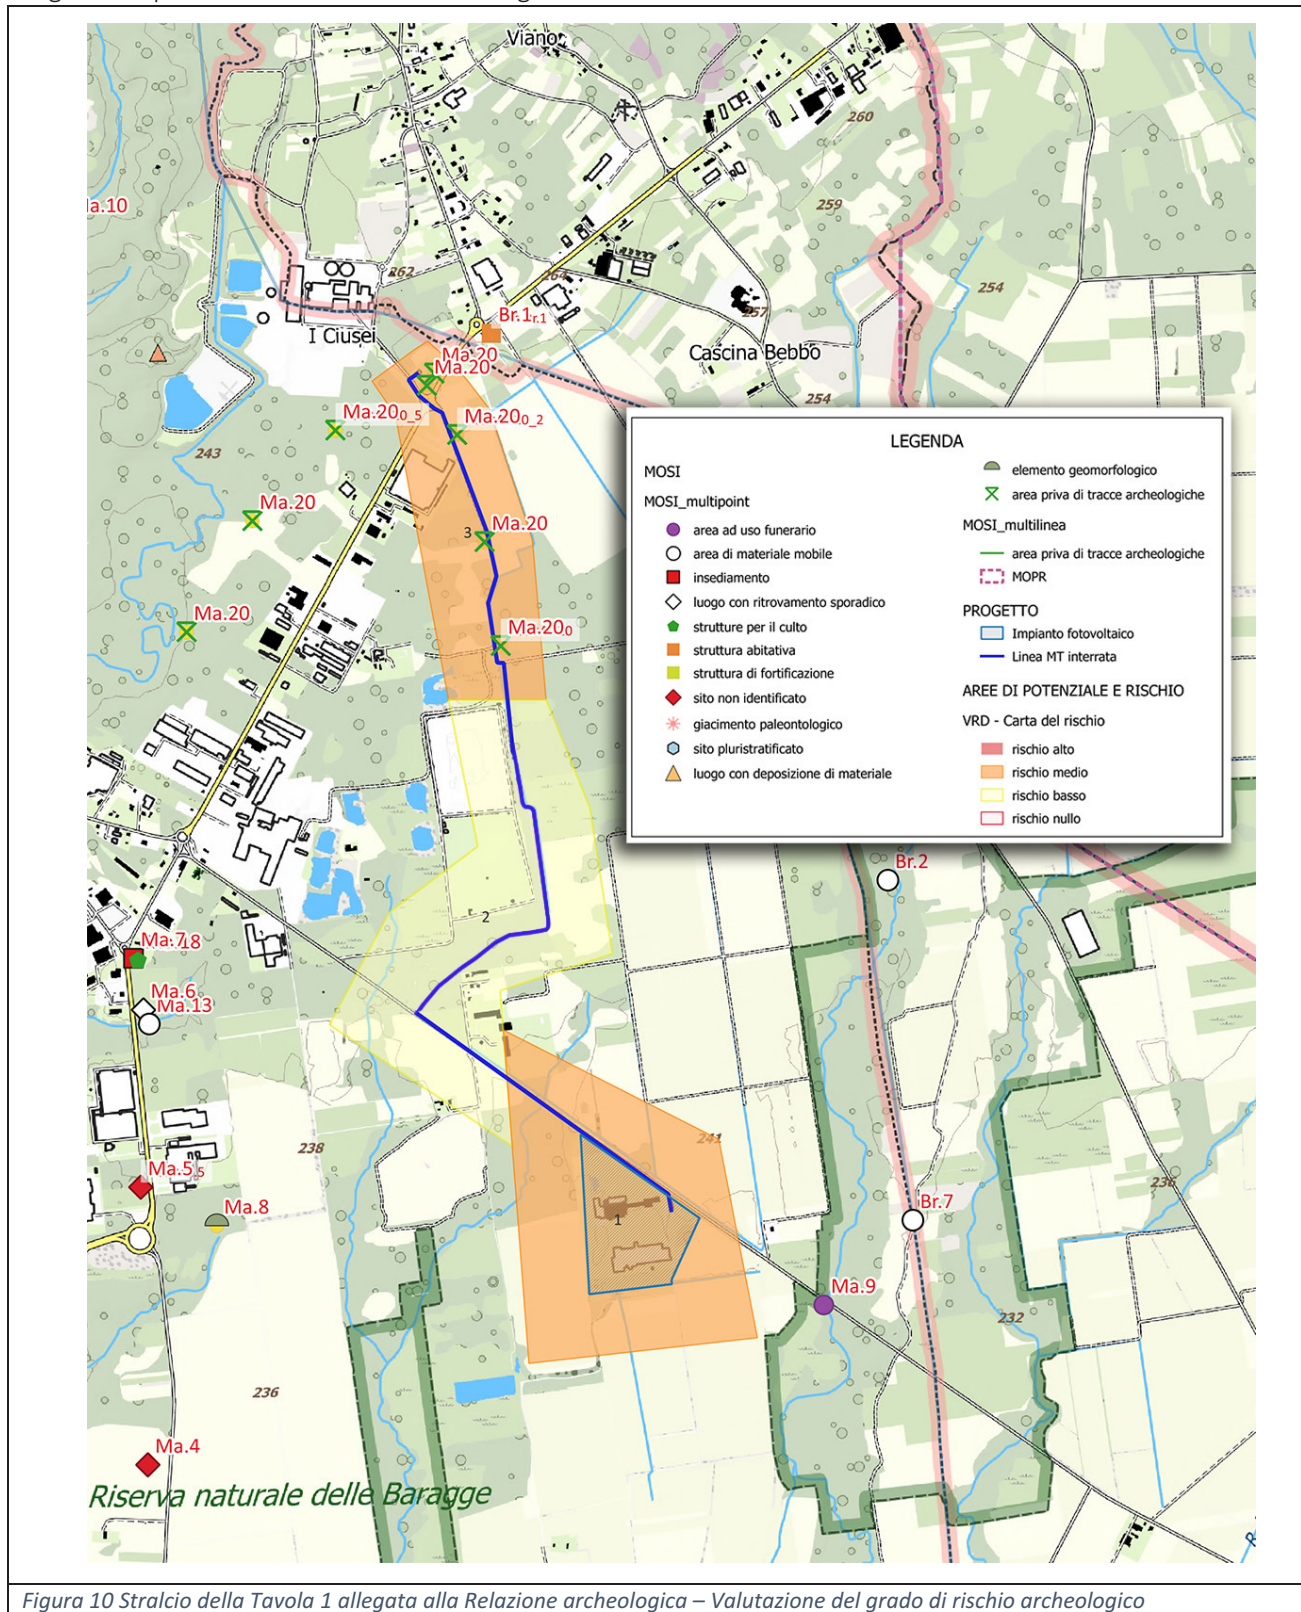 Viano
260
la.10
259
262
264
254
257
I Ciusei
Br.1r.1
Cascina Bebbo
Ma.20
Ma.20
254
Ma.200_5
Ma.200_2
243
Ma.20
3
Ma.20
Ma.20
Ma.20.0
LEGENDA
MOSI
MOSI_multipoint
area ad uso funerario
area di materiale mobile
insediamento
luogo con ritrovamento sporadico
strutture per il culto
struttura abitativa
struttura di fortificazione
sito non identificato
giacimento paleontologico
sito pluristratificato
luogo con deposizione di materiale
elemento geomorfologico
area priva di tracce archeologiche
MOSI_multilinea
area priva di tracce archeologiche
MOPR
PROGETTO
Impianto fotovoltaico
Linea MT interrata
AREE DI POTENZIALE E RISCHIO
VRD - Carta del rischio
rischio alto
rischio medio
rischio basso
rischio nullo
Br.2
2
Ma.7.18
Ma.6
Ma.13
241
238
Ma.5.5
236
Ma.8
1
Br.7
Ma.9
232
236
Ma.4
Riserva naturale delle Baragge
Figura 10 Stralcio della Tavola 1 allegata alla Relazione archeologica – Valutazione del grado di rischio archeologico